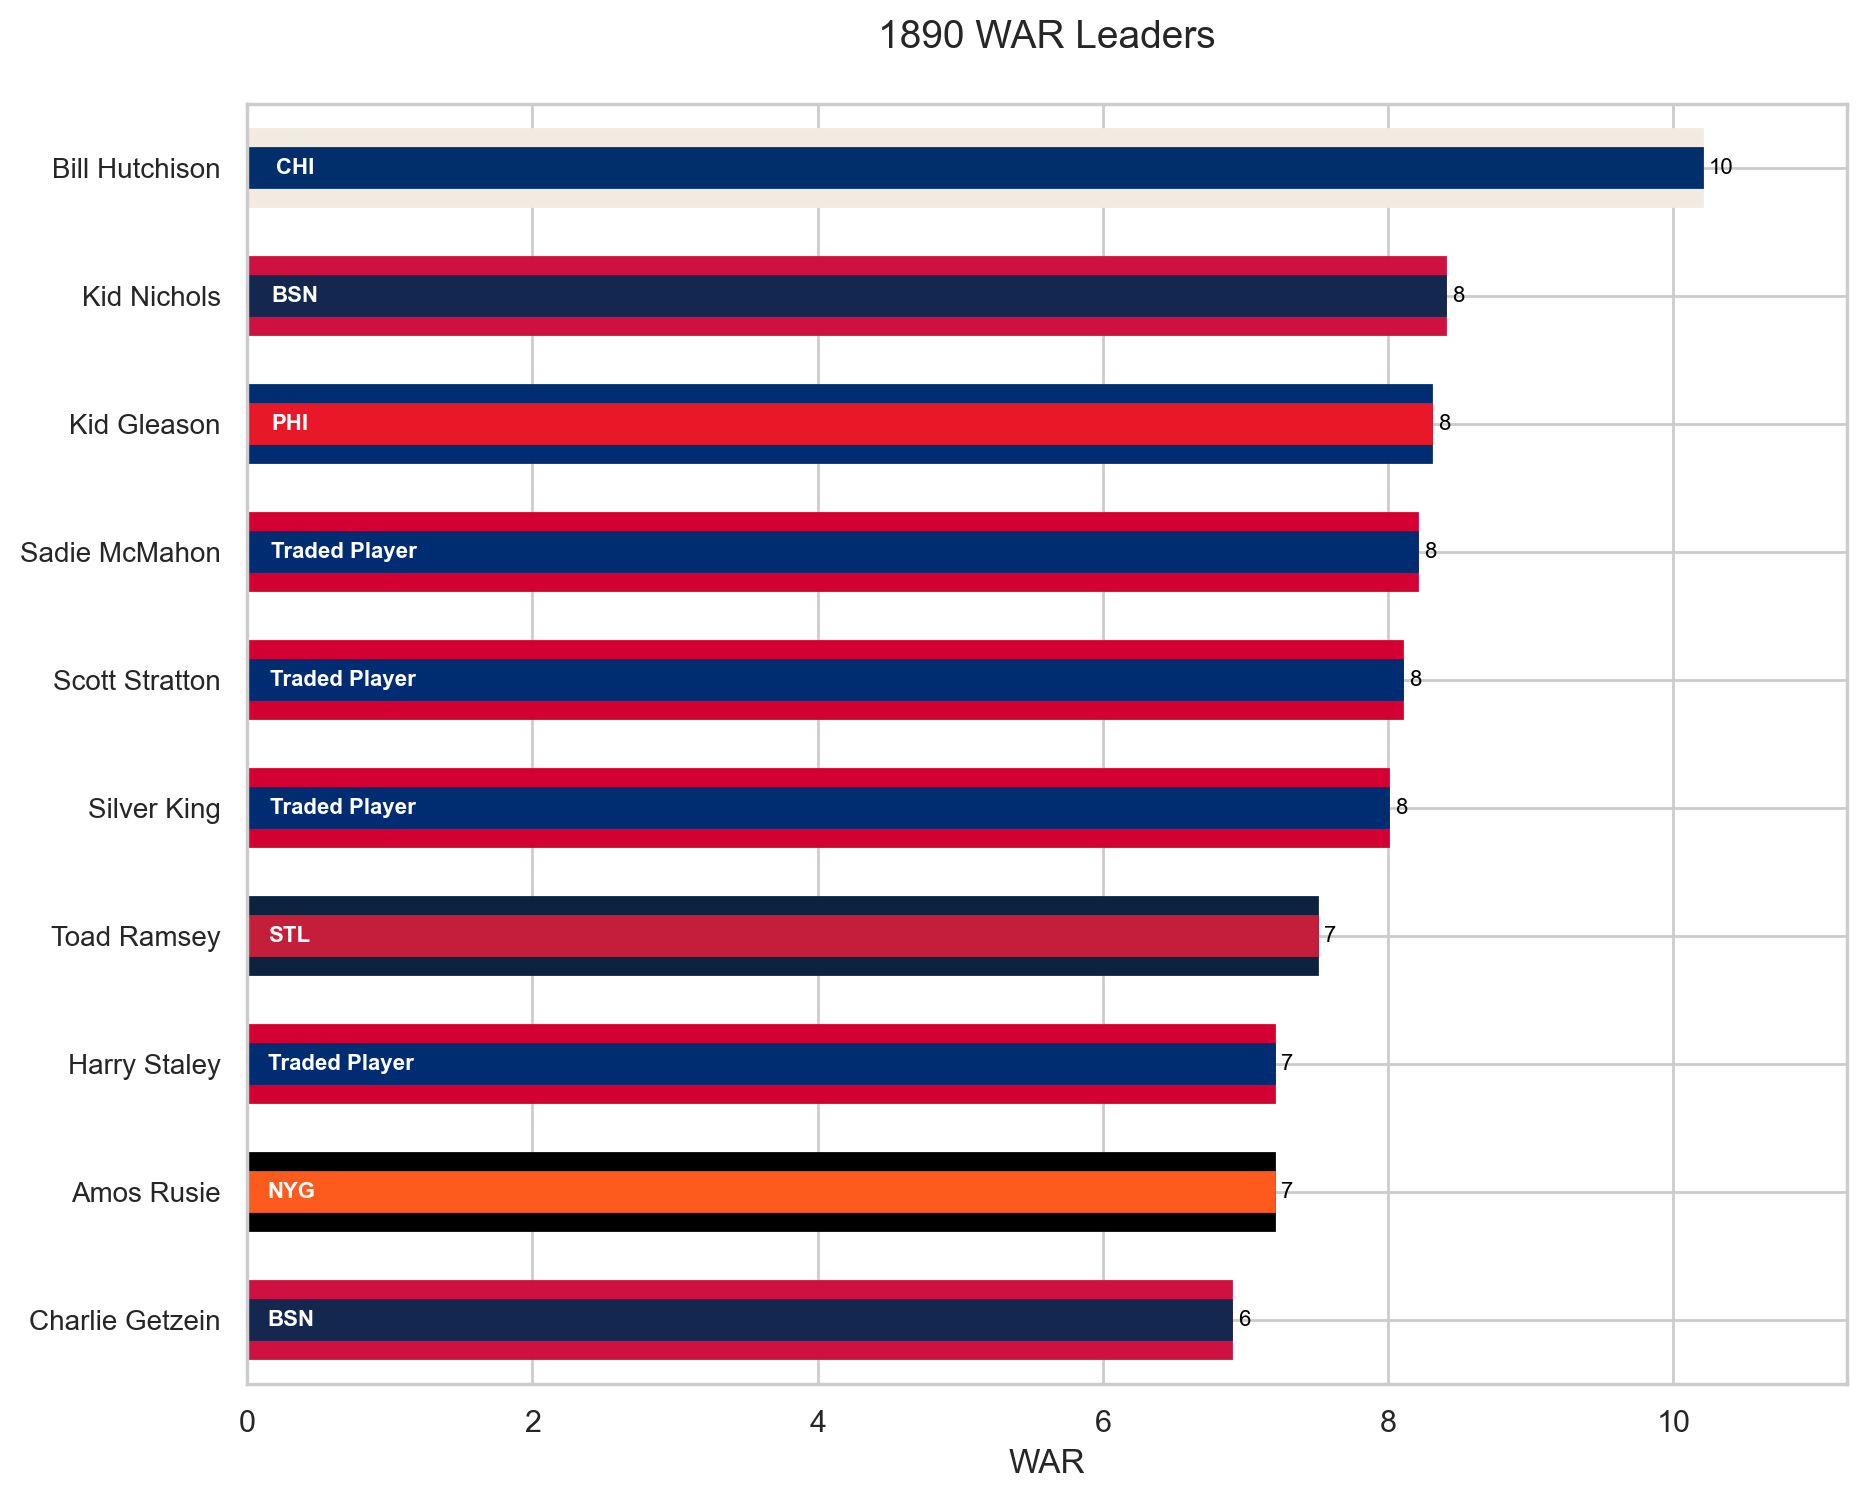 1890 WAR Leaders
Bill Hutchison CHI 10
Kid Nichols BSN 8
Kid Gleason PHI 8
Sadie McMahon Traded Player 8
Scott Stratton Traded Player 8
Silver King Traded Player 8
Toad Ramsey STL 7
Harry Staley Traded Player 7
Amos Rusie NYG 7
Charlie Getzein BSN 6
0 2 4 6 8 10
WAR